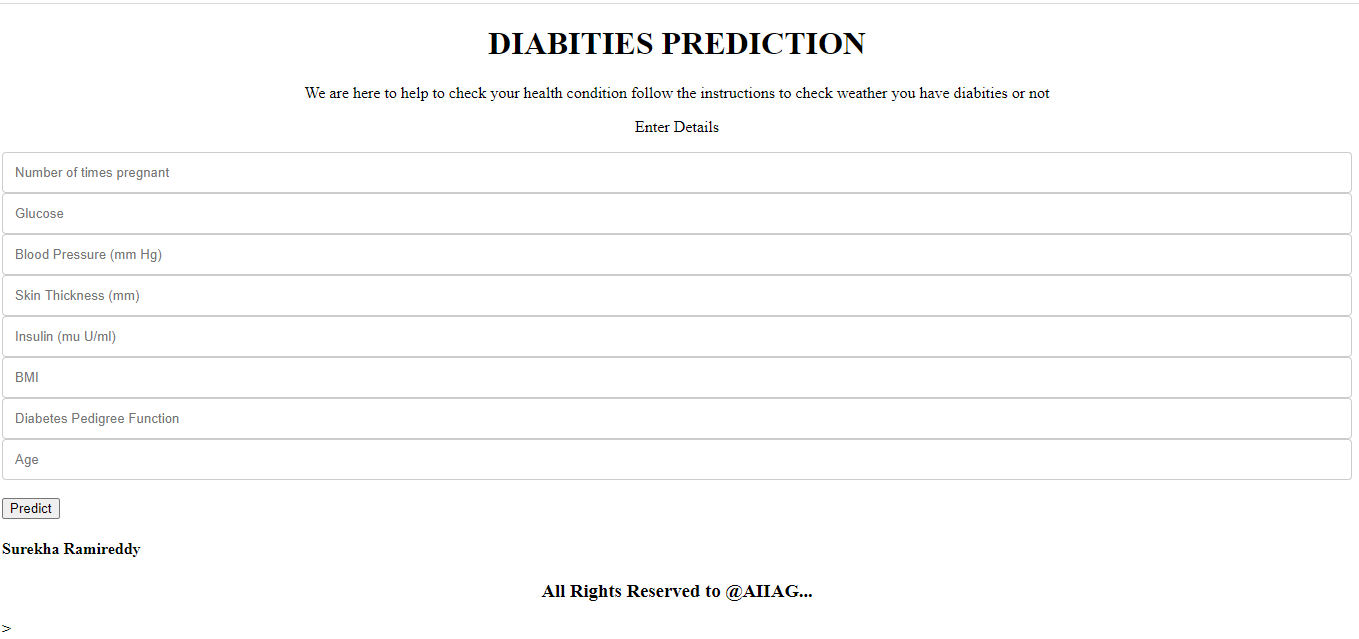 DIABITIES PREDICTION
We are here to help to check your health condition follow the instructions to check weather you have diabities or not
Enter Details
Number of times pregnant
Glucose
Blood Pressure (mm Hg)
Skin Thickness (mm)
Insulin (mu U/ml)
BMI
Diabetes Pedigree Function
Age
Predict
Surekha Ramireddy
All Rights Reserved to @AIIAG...
>